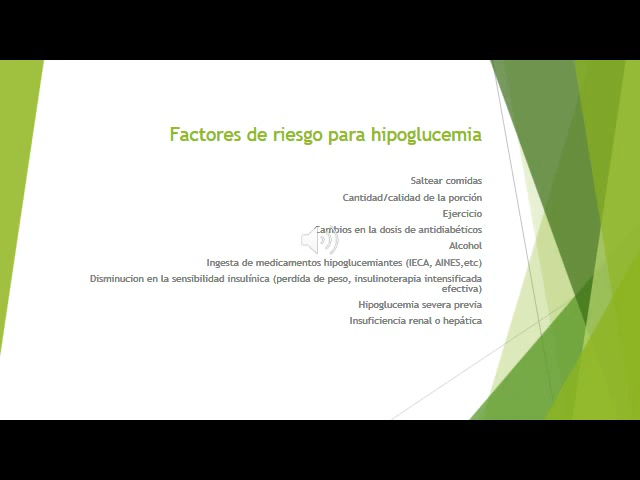 Factores de riesgo para hipoglucemia
Saltear comidas
Cantidad/calidad de la porción
Ejercicio
Cambios en la dosis de antidiabéticos
Alcohol
Ingesta de medicamentos hipoglucemiantes (IECA, AINES,etc)
Disminucion en la sensibilidad insulínica (perdida de peso, insulinoterapia intensificada
efectiva)
Hipoglucemia severa previa
Insuficiencia renal o hepática